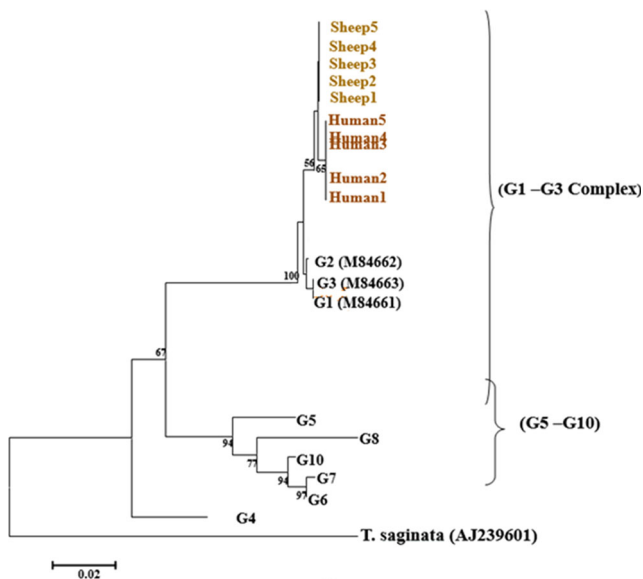 Sheep5
Sheep4
Sheep3
Sheep2
Sheep1
Human5
Human4
Human3
56
65
Human2
(G1 –G3 Complex)
Human1
G2 (M84662)
100
G3 (M84663)
G1 (M84661)
67
G5
(G5 –G10)
94
G8
77
G10
94
G7
97
G6
G4
T. saginata (AJ239601)
0.02